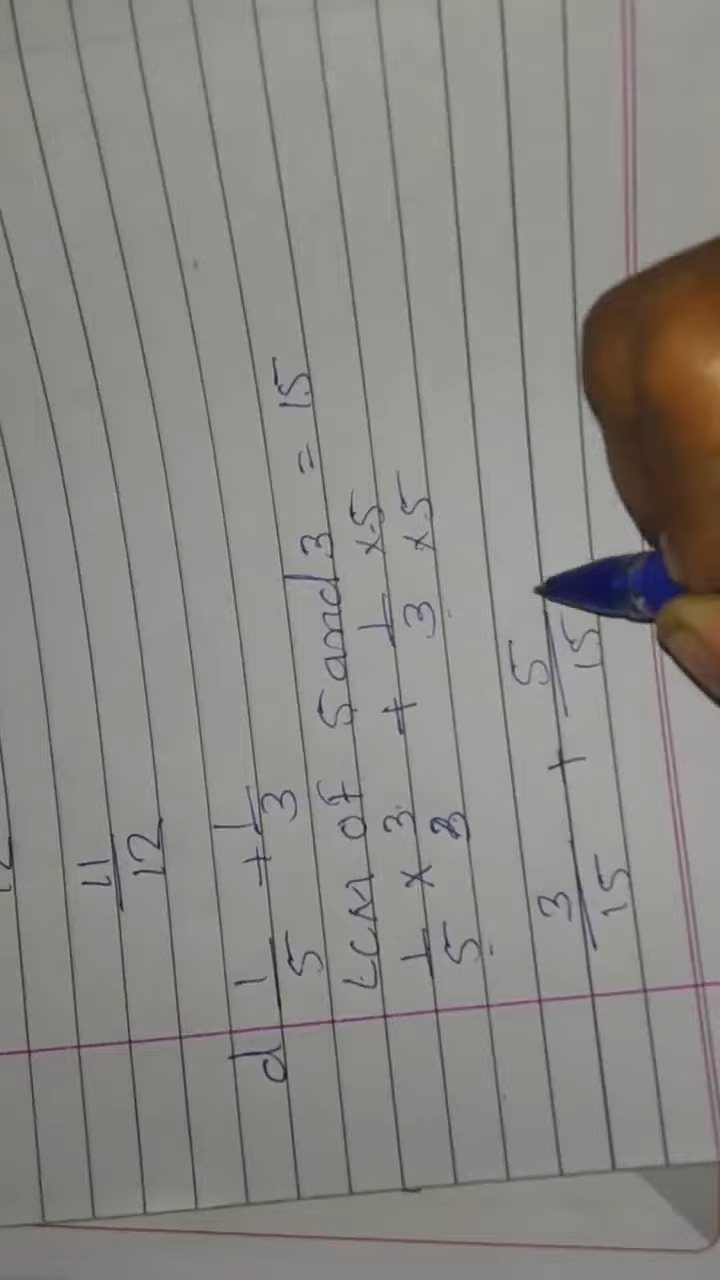 11
12
d 1/5 + 1/3
LCM of 5 and 3 = 15
1/5 × 3/3 + 1/3 ×5/×5
3/15 + 5/15